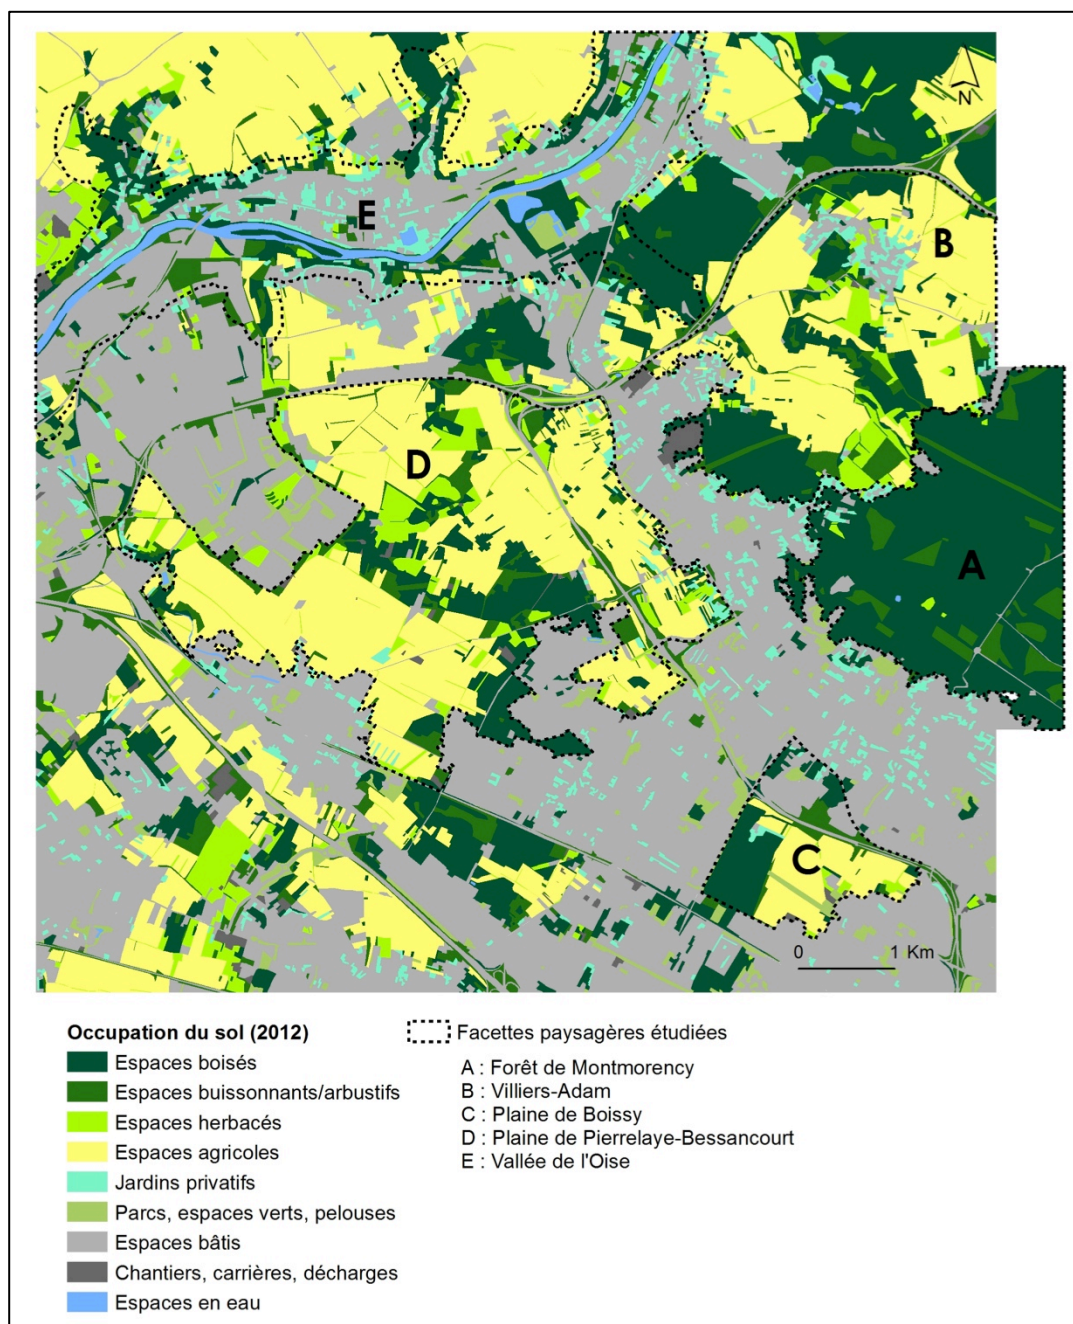 N
E
B
D
A
C
0 1 Km
Occupation du sol (2012)
Espaces boisés
Espaces buissonnants/arbustifs
Espaces herbacés
Espaces agricoles
Jardins privatifs
Parcs, espaces verts, pelouses
Espaces bâtis
Chantiers, carrières, décharges
Espaces en eau
Facettes paysagères étudiées
A : Forêt de Montmorency
B : Villiers-Adam
C : Plaine de Boissy
D : Plaine de Pierrelaye-Bessancourt
E : Vallée de l'Oise